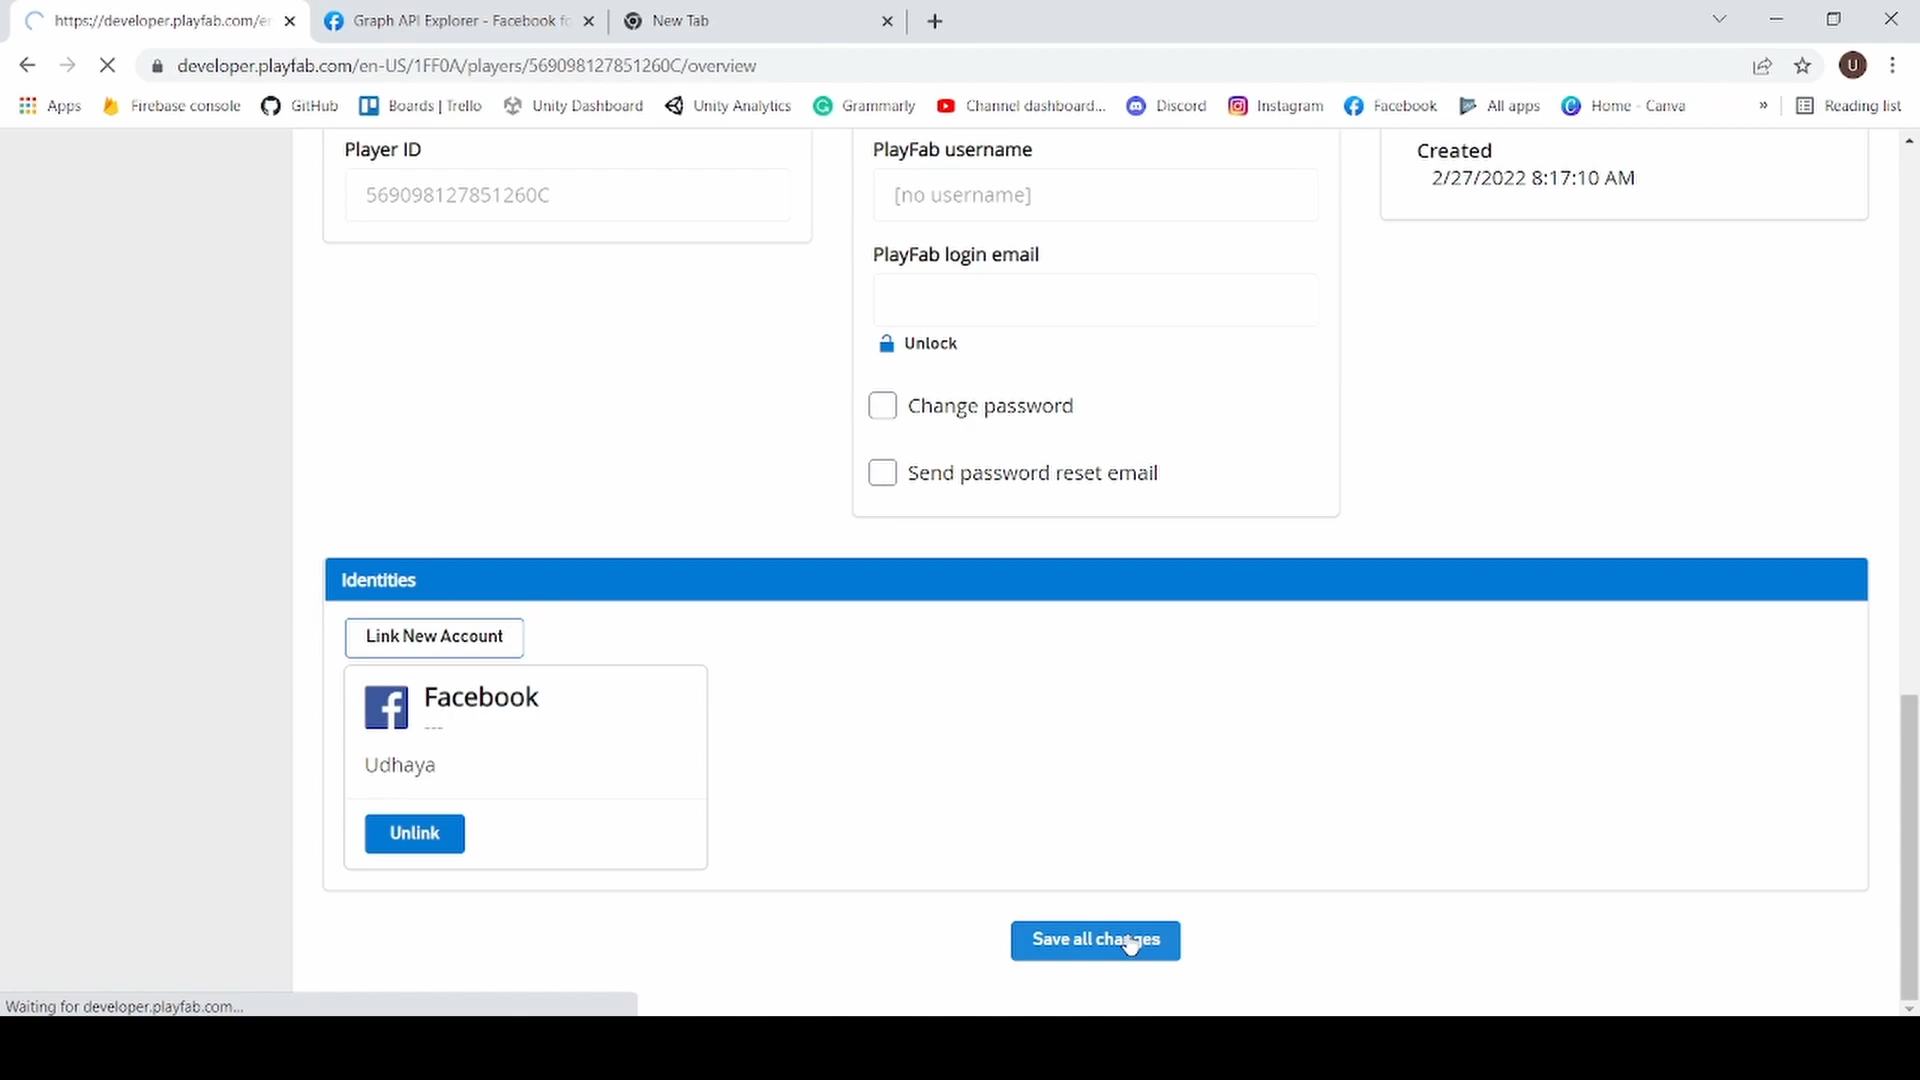 https://developer.playfab.com/er
Graph API Explorer - Facebook fo
New Tab
developer.playfab.com/en-US/1FF0A/players/569098127851260C/overview
U
Apps
Firebase console
GitHub
Boards | Trello
Unity Dashboard
Unity Analytics
Grammarly
Channel dashboard...
Discord
Instagram
Facebook
All apps
Home - Canva
»
Reading list
Player ID
569098127851260C
PlayFab username
[no username]
PlayFab login email
Unlock
Change password
Send password reset email
Created
2/27/2022 8:17:10 AM
Identities
Link New Account
Facebook
---
Udhaya
Unlink
Save all changes
Waiting for developer.playfab.com...